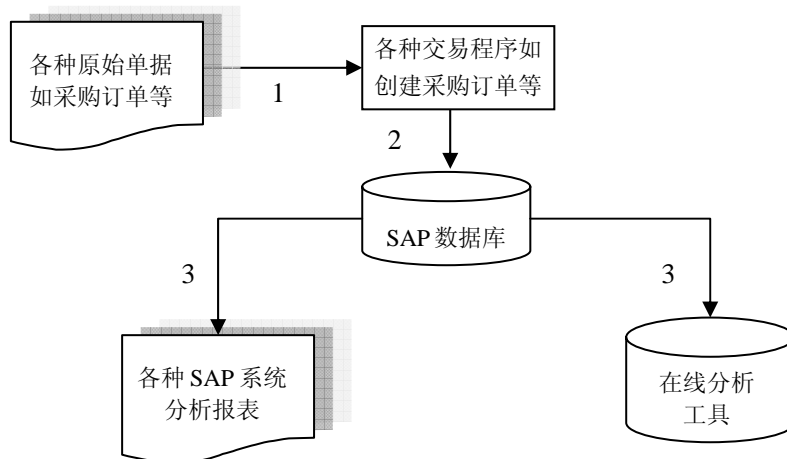 各种原始单据
如采购订单等
1
各种交易程序如
创建采购订单等
2
SAP 数据库
3
3
各种 SAP 系统
分析报表
在线分析
工具